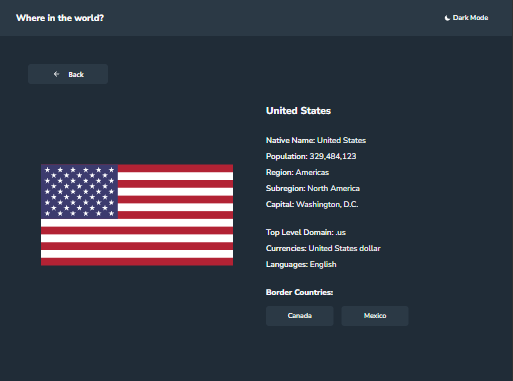 Where in the world?
Dark Mode
Back
United States
Native Name: United States
Population: 329,484,123
Region: Americas
Subregion: North America
Capital: Washington, D.C.
Top Level Domain: .us
Currencies: United States dollar
Languages: English
Border Countries:
Canada
Mexico